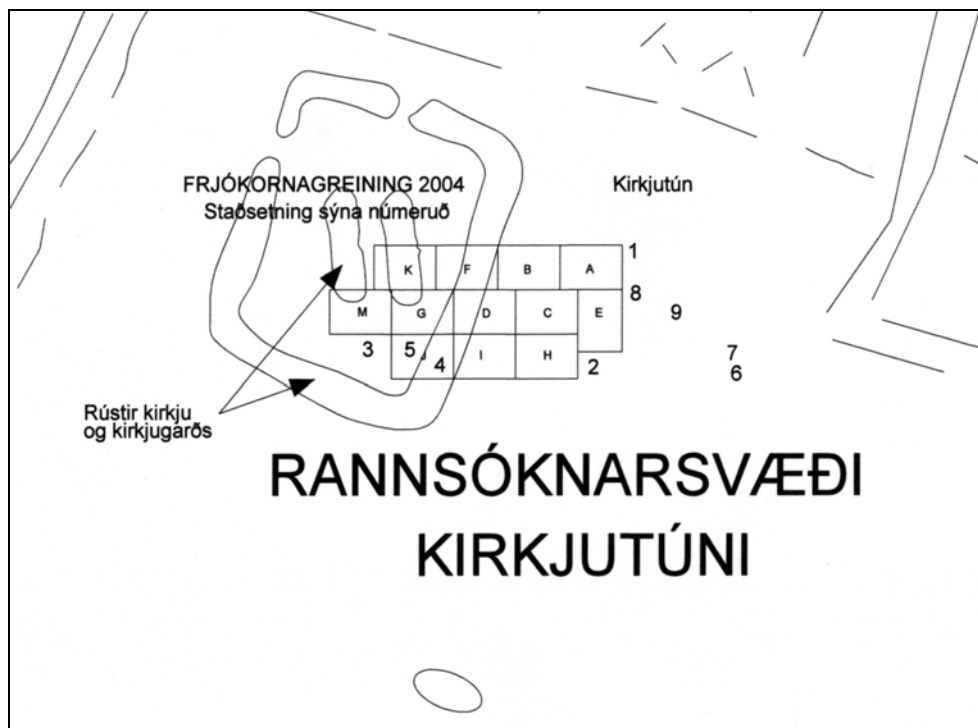 FRJÓKORNAGREINING 2004
Staðsetning sýna númeruð
Kirkjutún
K F B A 1
8
M G D C E 9
3 5 J 4 I H 2 7
6
Rústir kirkju
og kirkjugarðs
RANNSÓKNARSVÆÐI
KIRKJUTÚNI